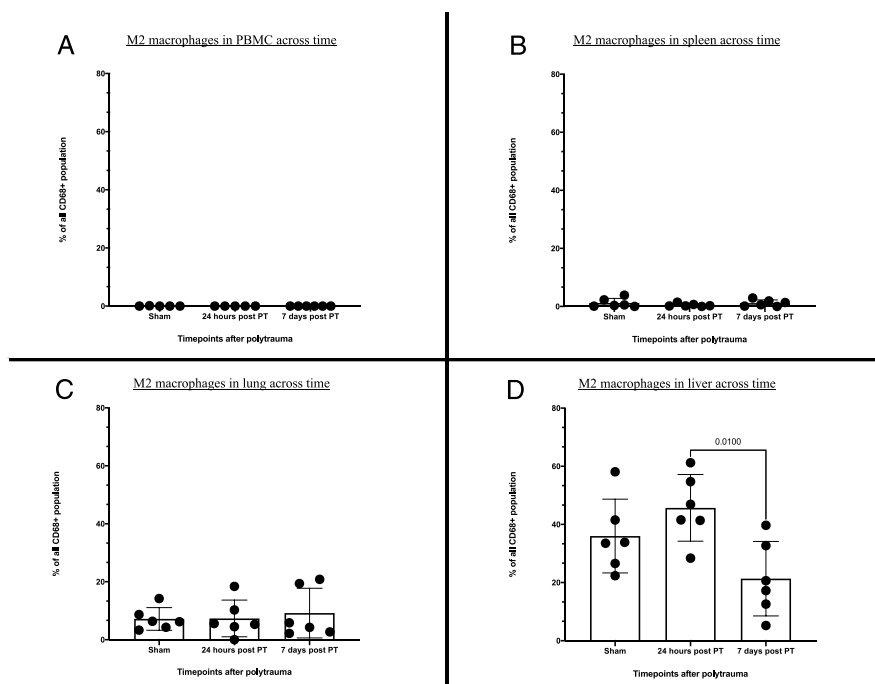 A
M2 macrophages in PBMC across time
80
60
40
20
0
% of all CD68+ population
Sham
24 hours post PT
7 days post PT
Timepoints after polytrauma
B
M2 macrophages in spleen across time
80
60
40
20
0
% of all CD68+ population
Sham
24 hours post PT
7 days post PT
Timepoints after polytrauma
C
M2 macrophages in lung across time
80
60
40
20
0
% of all CD68+ population
Sham
24 hours post PT
7 days post PT
Timepoints after polytrauma
D
M2 macrophages in liver across time
80
60
40
20
0
% of all CD68+ population
0.0100
Sham
24 hours post PT
7 days post PT
Timepoints after polytrauma